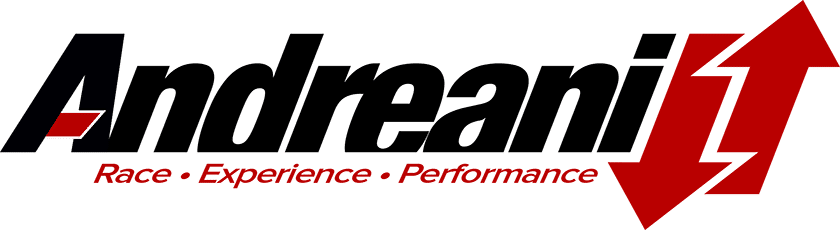 Andreani
Race • Experience • Performance